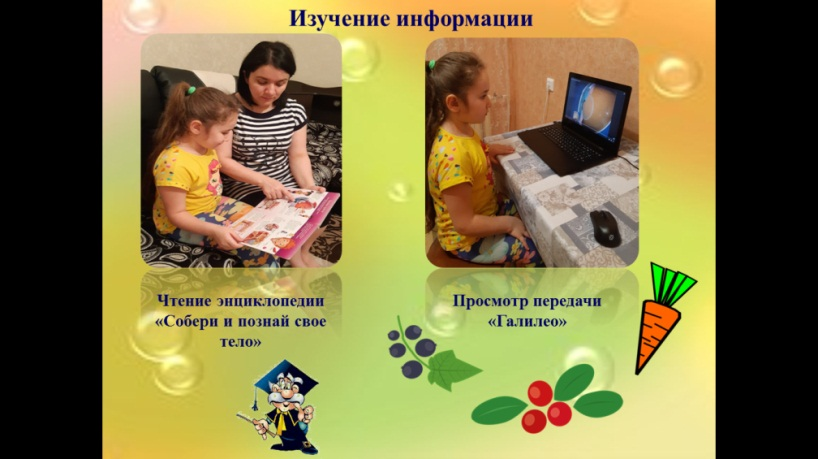 Изучение информации
Чтение энциклопедии
«Собери и познай свое
тело»
Просмотр передачи
«Галилео»